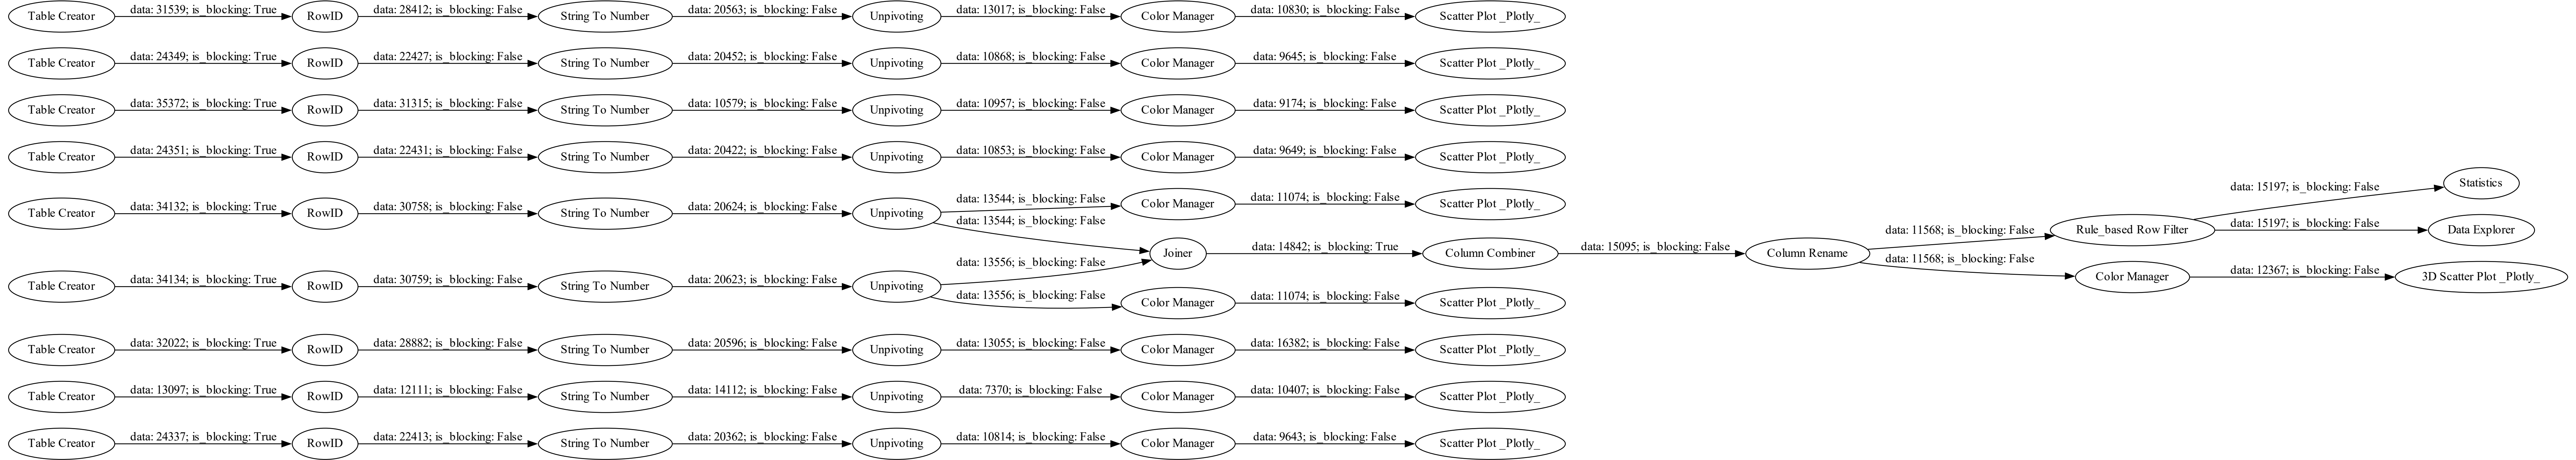 Table Creator data: 31539; is_blocking: True RowID data: 28412; is_blocking: False String To Number data: 20563; is_blocking: False Unpivoting data: 13017; is_blocking: False Color Manager data: 10830; is_blocking: False Scatter Plot _Plotly_
Table Creator data: 24349; is_blocking: True RowID data: 22427; is_blocking: False String To Number data: 20452; is_blocking: False Unpivoting data: 10868; is_blocking: False Color Manager data: 9645; is_blocking: False Scatter Plot _Plotly_
Table Creator data: 35372; is_blocking: True RowID data: 31315; is_blocking: False String To Number data: 10579; is_blocking: False Unpivoting data: 10957; is_blocking: False Color Manager data: 9174; is_blocking: False Scatter Plot _Plotly_
Table Creator data: 24351; is_blocking: True RowID data: 22431; is_blocking: False String To Number data: 20422; is_blocking: False Unpivoting data: 10853; is_blocking: False Color Manager data: 9649; is_blocking: False Scatter Plot _Plotly_
data: 15197; is_blocking: False Statistics
data: 13544; is_blocking: False Color Manager data: 11074; is_blocking: False Scatter Plot _Plotly_
Table Creator data: 34132; is_blocking: True RowID data: 30758; is_blocking: False String To Number data: 20624; is_blocking: False Unpivoting
data: 13544; is_blocking: False
data: 11568; is_blocking: False Rule_based Row Filter data: 15197; is_blocking: False Data Explorer
Joiner data: 14842; is_blocking: True Column Combiner data: 15095; is_blocking: False Column Rename
data: 13556; is_blocking: False
data: 11568; is_blocking: False Color Manager data: 12367; is_blocking: False 3D Scatter Plot _Plotly_
Table Creator data: 34134; is_blocking: True RowID data: 30759; is_blocking: False String To Number data: 20623; is_blocking: False Unpivoting
data: 13556; is_blocking: False Color Manager data: 11074; is_blocking: False Scatter Plot _Plotly_
Table Creator data: 32022; is_blocking: True RowID data: 28882; is_blocking: False String To Number data: 20596; is_blocking: False Unpivoting data: 13055; is_blocking: False Color Manager data: 16382; is_blocking: False Scatter Plot _Plotly_
Table Creator data: 13097; is_blocking: True RowID data: 12111; is_blocking: False String To Number data: 14112; is_blocking: False Unpivoting data: 7370; is_blocking: False Color Manager data: 10407; is_blocking: False Scatter Plot _Plotly_
Table Creator data: 24337; is_blocking: True RowID data: 22413; is_blocking: False String To Number data: 20362; is_blocking: False Unpivoting data: 10814; is_blocking: False Color Manager data: 9643; is_blocking: False Scatter Plot _Plotly_